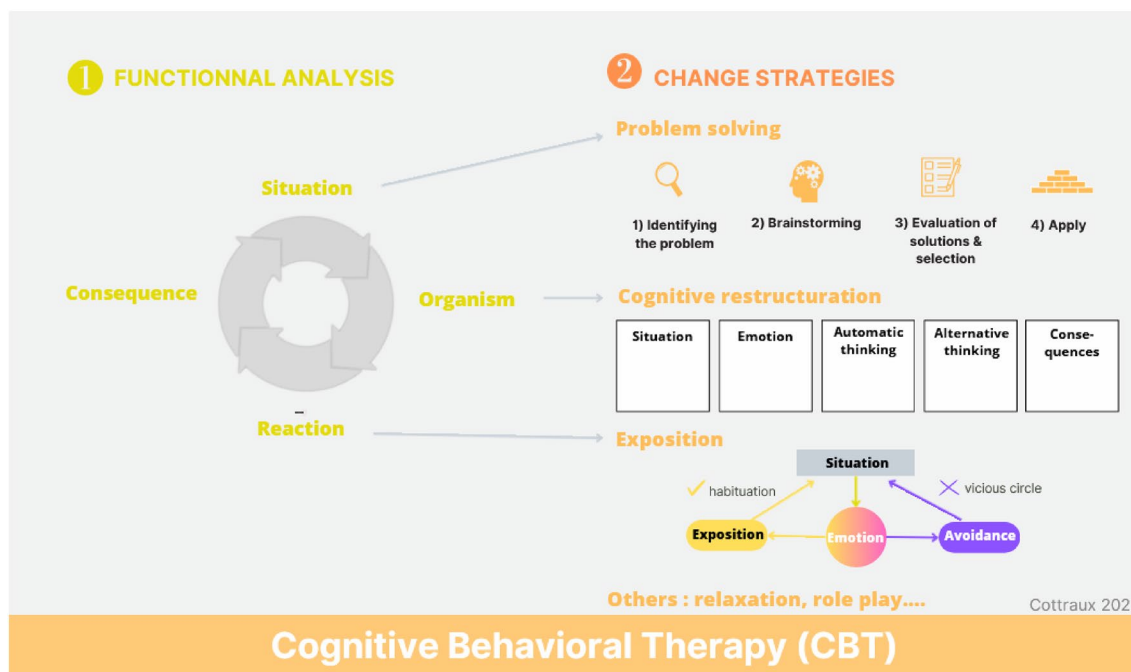 1 FUNCTIONNAL ANALYSIS
Situation
Consequence
Organism
Reaction
2 CHANGE STRATEGIES
Problem solving
1) Identifying
the problem
2) Brainstorming
3) Evaluation of
solutions &
selection
4) Apply
Cognitive restructuration
Situation
Emotion
Automatic
thinking
Alternative
thinking
Conse-
quences
Exposition
Situation
habituation
vicious circle
Exposition
Emotion
Avoidance
Others : relaxation, role play....
Cottraux 202
Cognitive Behavioral Therapy (CBT)